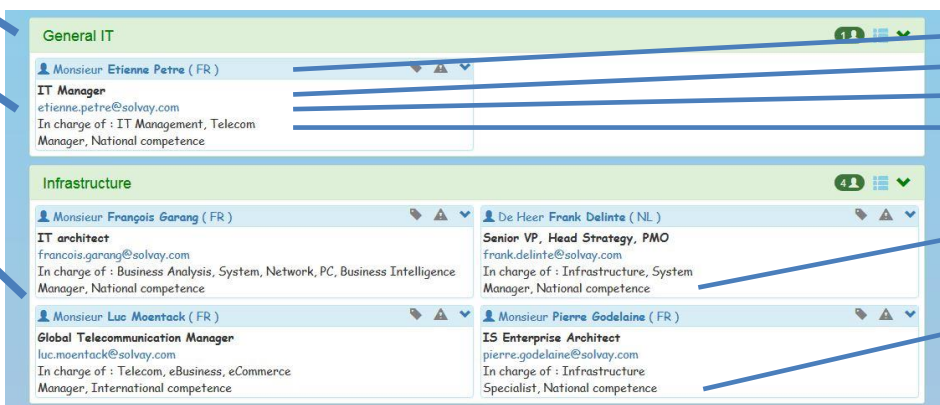 General IT
1
Monsieur Etienne Petre ( FR )
IT Manager
etienne.petre@solvay.com
In charge of : IT Management, Telecom
Manager, National competence
Infrastructure
4
Monsieur François Garang ( FR )
IT architect
francois.garang@solvay.com
In charge of : Business Analysis, System, Network, PC, Business Intelligence
Manager, National competence
De Heer Frank Delinte ( NL )
Senior VP, Head Strategy, PMO
frank.delinte@solvay.com
In charge of : Infrastructure, System
Manager, National competence
Monsieur Luc Moentack ( FR )
Global Telecommunication Manager
luc.moentack@solvay.com
In charge of : Telecom, eBusiness, eCommerce
Manager, International competence
Monsieur Pierre Godelaine ( FR )
IS Enterprise Architect
pierre.godelaine@solvay.com
In charge of : Infrastructure
Specialist, National competence